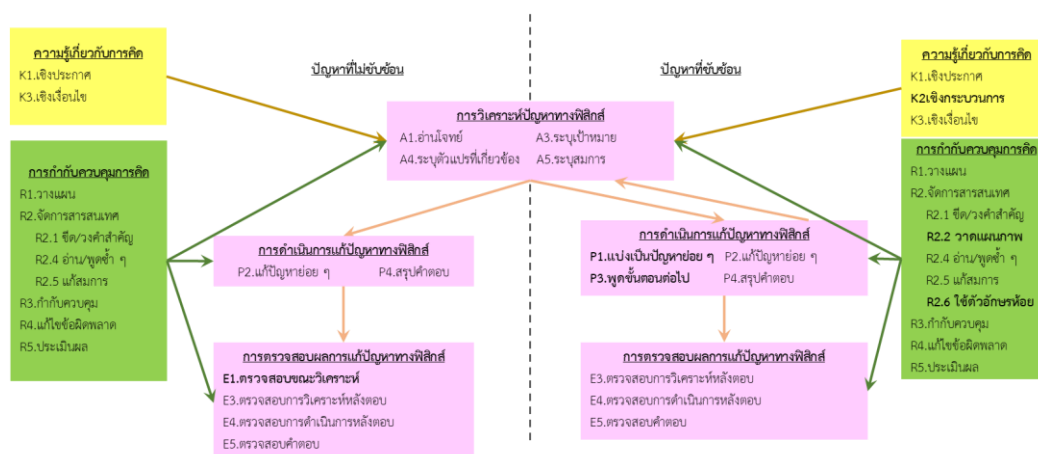 ปัญหาที่ไม่ซับซ้อน
ปัญหาที่ซับซ้อน
ความรู้เกี่ยวกับการคิด
K1.เชิงประกาศ
K3.เชิงเงื่อนไข
การกำกับควบคุมการคิด
R1.วางแผน
R2.จัดการสารสนเทศ
R2.1 ขีด/วงคำสำคัญ
R2.4 อ่าน/พูดซ้ำ ๆ
R2.5 แก้สมการ
R3.กำกับควบคุม
R4.แก้ไขข้อผิดพลาด
R5.ประเมินผล
การวิเคราะห์ปัญหาทางฟิสิกส์
A1.อ่านโจทย์ A3.ระบุเป้าหมาย
A4.ระบุตัวแปรที่เกี่ยวข้อง A5.ระบุสมการ
การดำเนินการแก้ปัญหาทางฟิสิกส์
P2.แก้ปัญหาย่อย ๆ P4.สรุปคำตอบ
การตรวจสอบผลการแก้ปัญหาทางฟิสิกส์
E1.ตรวจสอบขณะวิเคราะห์
E3.ตรวจสอบการวิเคราะห์หลังตอบ
E4.ตรวจสอบการดำเนินการหลังตอบ
E5.ตรวจสอบคำตอบ
การดำเนินการแก้ปัญหาทางฟิสิกส์
P1.แบ่งเป็นปัญหาย่อย ๆ P2.แก้ปัญหาย่อย ๆ
P3.พูดขั้นตอนต่อไป P4.สรุปคำตอบ
การตรวจสอบผลการแก้ปัญหาทางฟิสิกส์
E3.ตรวจสอบการวิเคราะห์หลังตอบ
E4.ตรวจสอบการดำเนินการหลังตอบ
E5.ตรวจสอบคำตอบ
ความรู้เกี่ยวกับการคิด
K1.เชิงประกาศ
K2เชิงกระบวนการ
K3.เชิงเงื่อนไข
การกำกับควบคุมการคิด
R1.วางแผน
R2.จัดการสารสนเทศ
R2.1 ขีด/วงคำสำคัญ
R2.2 วาดแผนภาพ
R2.4 อ่าน/พูดซ้ำ ๆ
R2.5 แก้สมการ
R2.6 ใช้ตัวอักษรห้อย
R3.กำกับควบคุม
R4.แก้ไขข้อผิดพลาด
R5.ประเมินผล